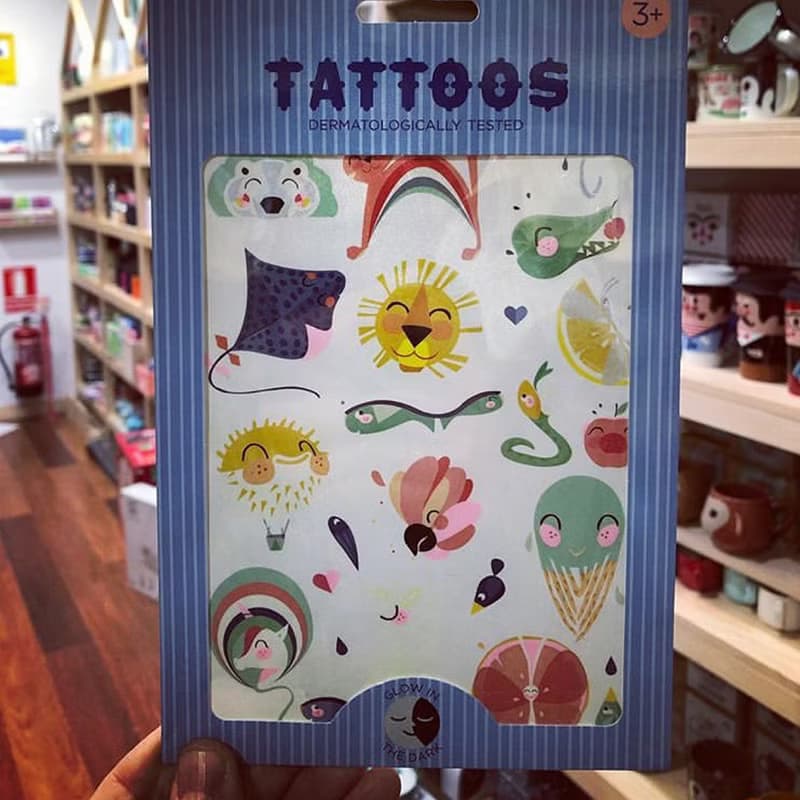 3+
TATTOOS
DERMATOLOGICALLY TESTED
GLOW IN
THE DARK